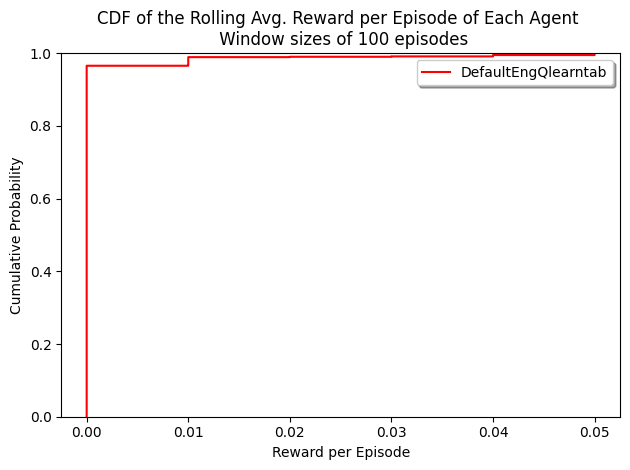 CDF of the Rolling Avg. Reward per Episode of Each Agent
Window sizes of 100 episodes
DefaultEngQlearntab
Cumulative Probability
1.0
0.8
0.6
0.4
0.2
0.0
0.00 0.01 0.02 0.03 0.04 0.05
Reward per Episode